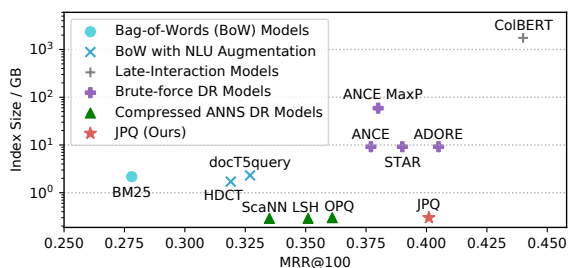 Index Size / GB
10³
10²
10¹
10⁰
Bag-of-Words (BoW) Models
BoW with NLU Augmentation
Late-Interaction Models
Brute-force DR Models
Compressed ANNS DR Models
JPQ (Ours)
ColBERT
ANCE MaxP
ANCE
ADORE
STAR
docT5query
BM25
HDCT
ScaNN
LSH
OPQ
JPQ
0.250
0.275
0.300
0.325
0.350
0.375
0.400
0.425
0.450
MRR@100